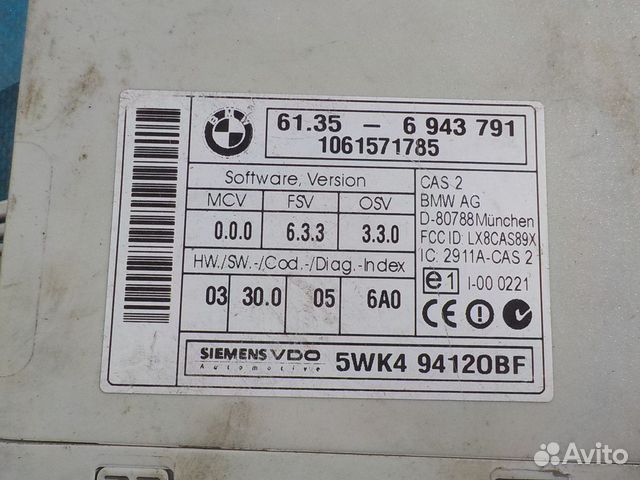 BMW
61.35 – 6 943 791
1061571785
Software, Version
MCV FSV OSV
0.0.0 6.3.3 3.3.0
HW./SW.-/Cod.-/Diag.-Index
03 30.0 05 6A0
CAS 2
BMW AG
D-80788München
FCC ID: LX8CAS89X
IC: 2911A-CAS 2
e1 I-00 0221
CE
SIEMENS VDO
Automotive
5WK4 94120BF
Avito